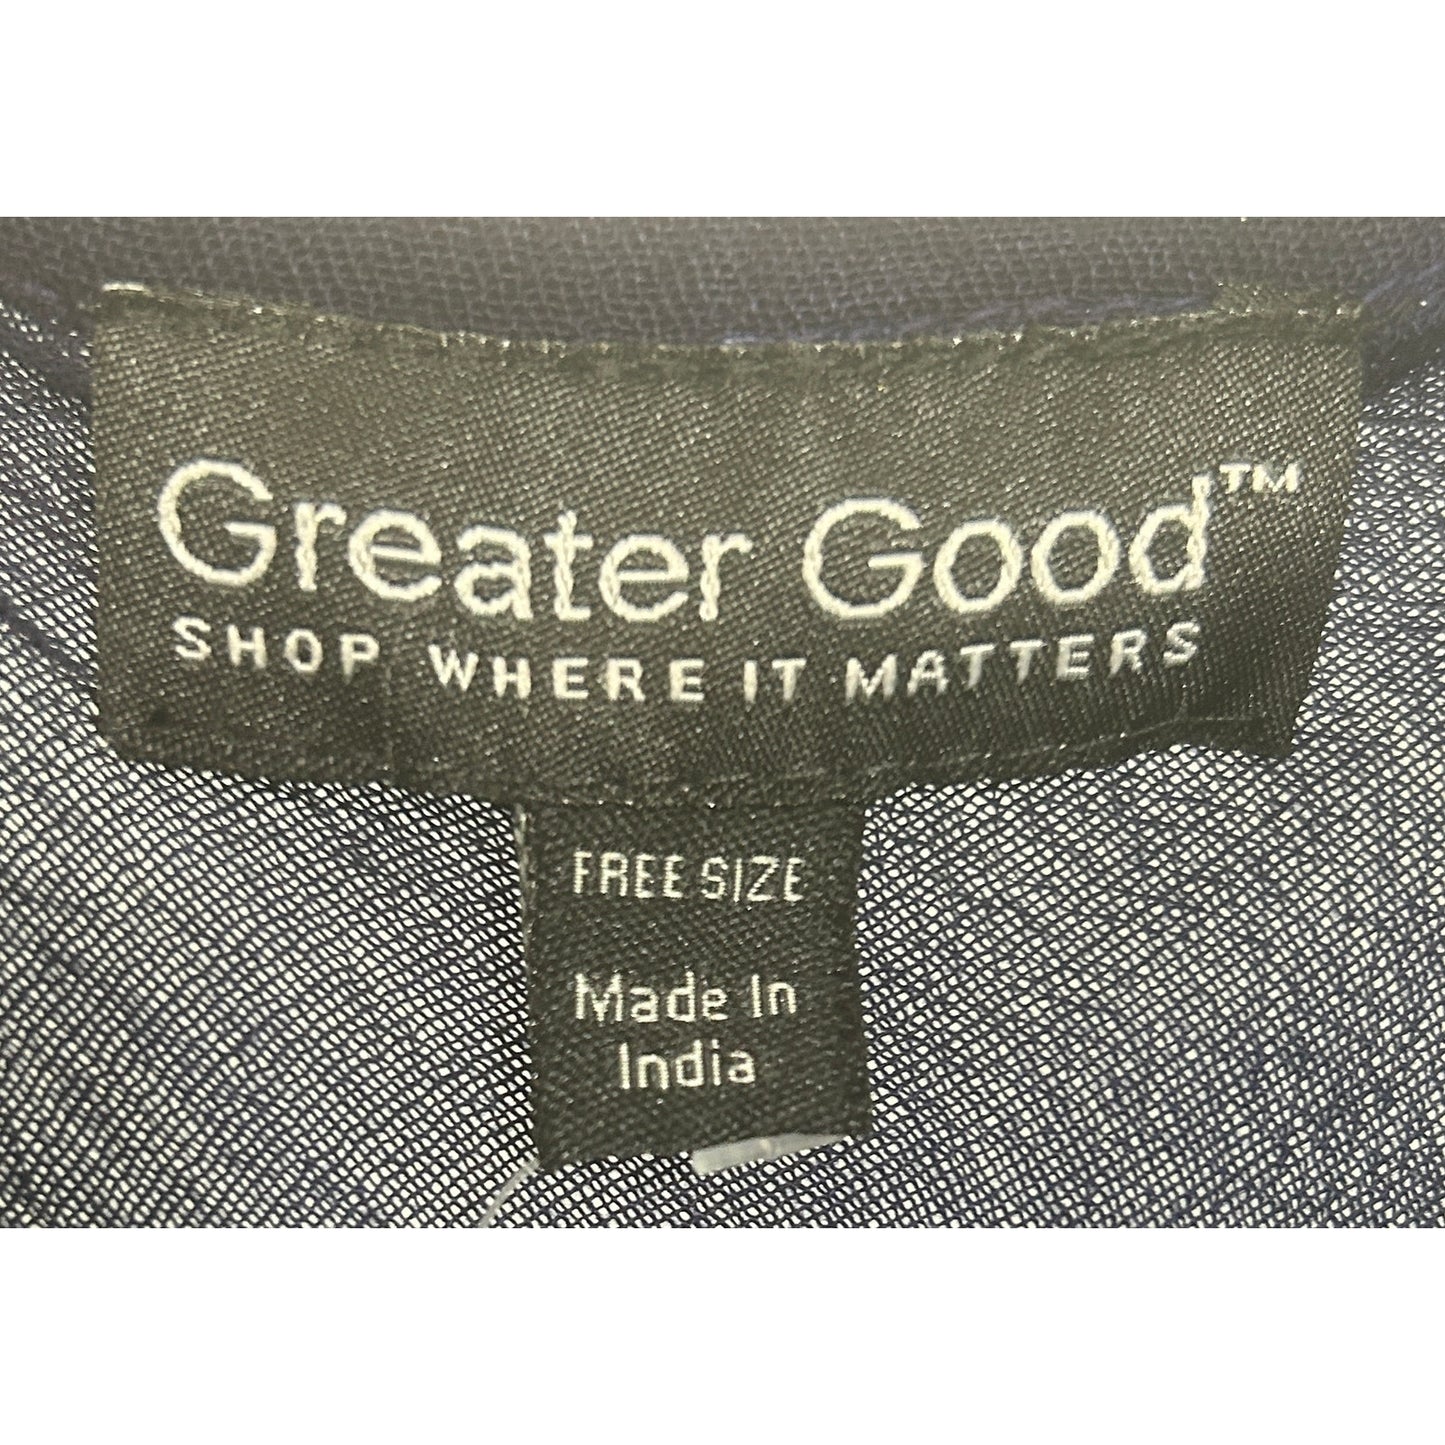 Greater Good™
SHOP WHERE IT MATTERS
FREE SIZE
Made In
India